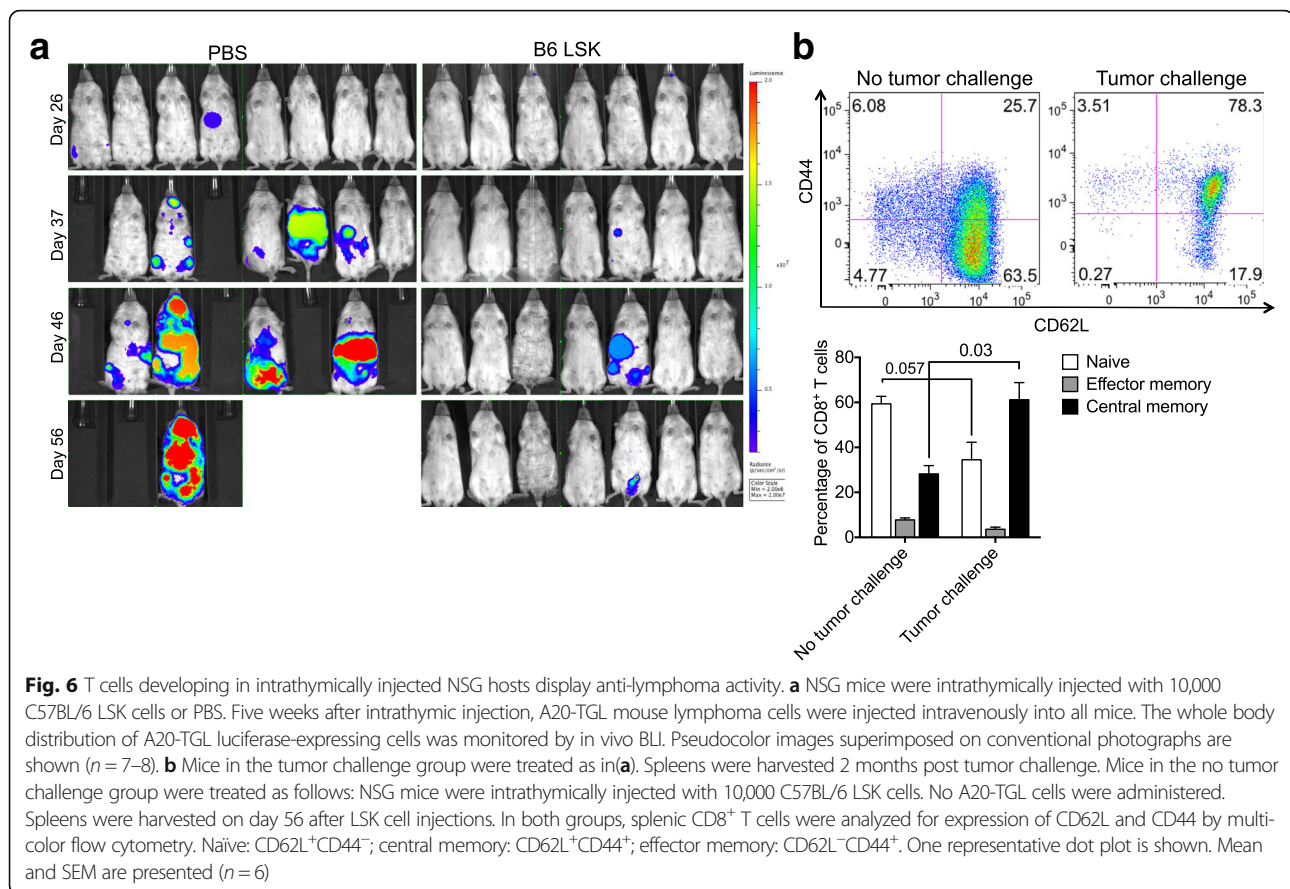 a
PBS
B6 LSK
Day 26
Day 37
Day 46
Day 56
Luminescence
2.0
1.5
x10⁷
1.0
0.5
Radiance
(p/sec/cm²/sr)
Color Scale
Min = 2.00e6
Max = 2.00e7
b
No tumor challenge
Tumor challenge
6.08
25.7
4.77
63.5
3.51
78.3
0.27
17.9
10⁵
10⁴
10³
0
0
10³
10⁴
10⁵
10⁵
10⁴
10³
0
0
10³
10⁴
10⁵
CD44
CD62L
Percentage of CD8⁺ T cells
80
60
40
20
0
0.057
0.03
Naive
Effector memory
Central memory
No tumor challenge
Tumor challenge
Fig. 6 T cells developing in intrathymically injected NSG hosts display anti-lymphoma activity. a NSG mice were intrathymically injected with 10,000
C57BL/6 LSK cells or PBS. Five weeks after intrathymic injection, A20-TGL mouse lymphoma cells were injected intravenously into all mice. The whole body
distribution of A20-TGL luciferase-expressing cells was monitored by in vivo BLI. Pseudocolor images superimposed on conventional photographs are
shown (n = 7–8). b Mice in the tumor challenge group were treated as in(a). Spleens were harvested 2 months post tumor challenge. Mice in the no tumor
challenge group were treated as follows: NSG mice were intrathymically injected with 10,000 C57BL/6 LSK cells. No A20-TGL cells were administered.
Spleens were harvested on day 56 after LSK cell injections. In both groups, splenic CD8⁺ T cells were analyzed for expression of CD62L and CD44 by multi-
color flow cytometry. Naïve: CD62L⁺CD44⁻; central memory: CD62L⁺CD44⁺; effector memory: CD62L⁻CD44⁺. One representative dot plot is shown. Mean
and SEM are presented (n = 6)